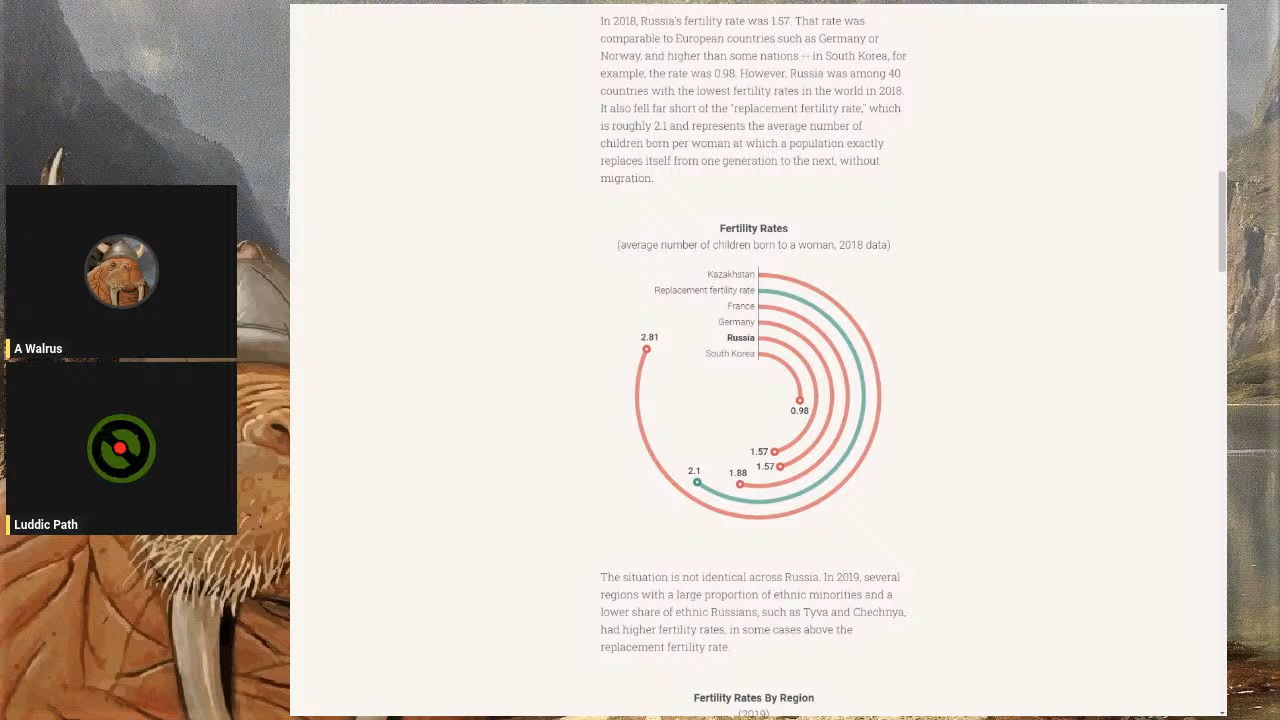 In 2018, Russia's fertility rate was 1.57. That rate was
comparable to European countries such as Germany or
Norway, and higher than some nations -- in South Korea, for
example, the rate was 0.98. However, Russia was among 40
countries with the lowest fertility rates in the world in 2018.
It also fell far short of the "replacement fertility rate," which
is roughly 2.1 and represents the average number of
children born per woman at which a population exactly
replaces itself from one generation to the next, without
migration.
Fertility Rates
(average number of children born to a woman, 2018 data)
Kazakhstan
Replacement fertility rate
France
Germany
Russia
South Korea
2.81
0.98
1.57
1.57
1.88
2.1
The situation is not identical across Russia. In 2019, several
regions with a large proportion of ethnic minorities and a
lower share of ethnic Russians, such as Tyva and Chechnya,
had higher fertility rates, in some cases above the
replacement fertility rate.
Fertility Rates By Region
(2019)
A Walrus
Luddic Path